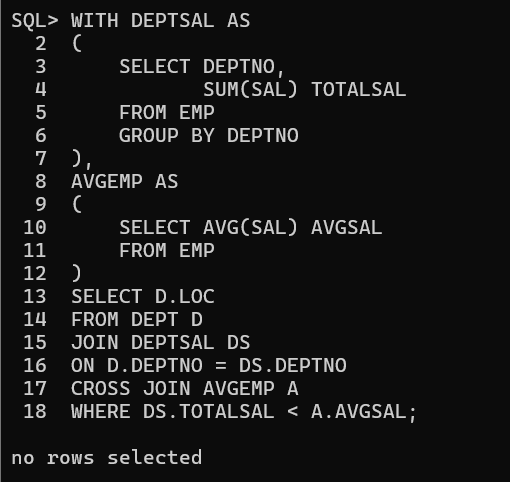 SQL> WITH DEPTSAL AS
  2  (
  3      SELECT DEPTNO,
  4             SUM(SAL) TOTALSAL
  5      FROM EMP
  6      GROUP BY DEPTNO
  7  ),
  8  AVGEMP AS
  9  (
 10      SELECT AVG(SAL) AVGSAL
 11      FROM EMP
 12  )
 13  SELECT D.LOC
 14  FROM DEPT D
 15  JOIN DEPTSAL DS
 16  ON D.DEPTNO = DS.DEPTNO
 17  CROSS JOIN AVGEMP A
 18  WHERE DS.TOTALSAL < A.AVGSAL;
no rows selected